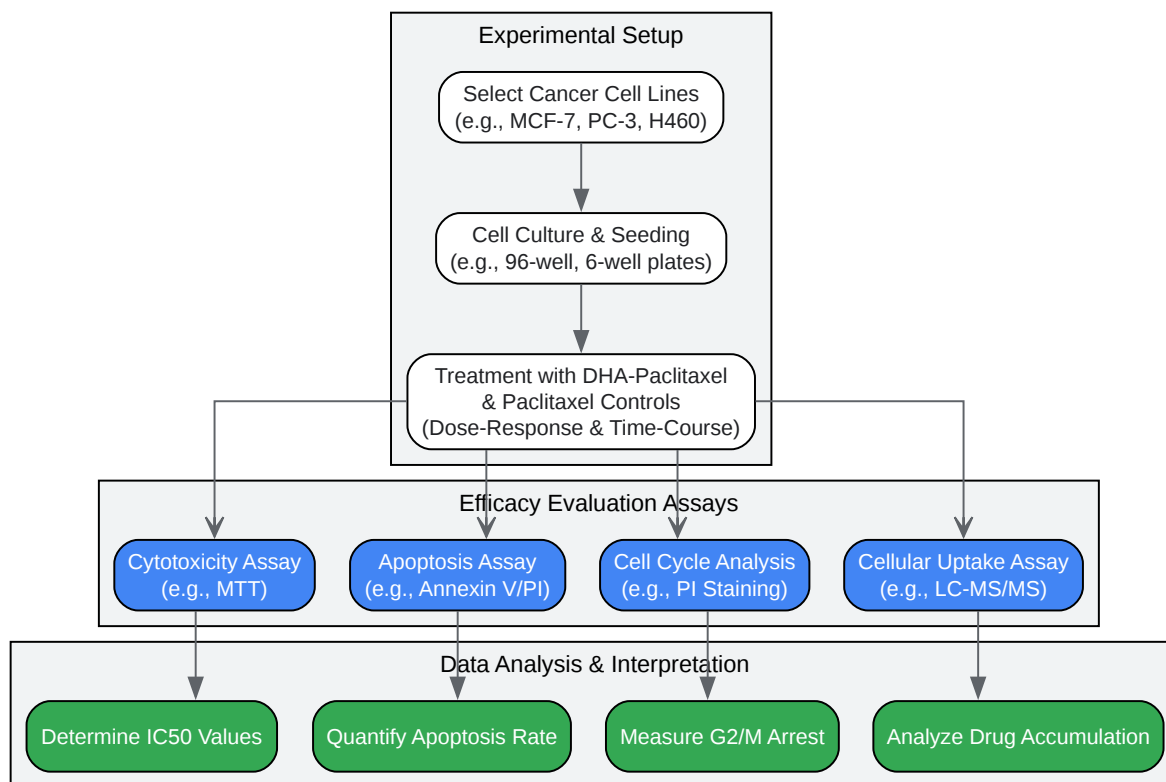 Experimental Setup
Select Cancer Cell Lines
(e.g., MCF-7, PC-3, H460)
Cell Culture & Seeding
(e.g., 96-well, 6-well plates)
Treatment with DHA-Paclitaxel
& Paclitaxel Controls
(Dose-Response & Time-Course)
Efficacy Evaluation Assays
Cytotoxicity Assay
(e.g., MTT)
Apoptosis Assay
(e.g., Annexin V/PI)
Cell Cycle Analysis
(e.g., PI Staining)
Cellular Uptake Assay
(e.g., LC-MS/MS)
Data Analysis & Interpretation
Determine IC50 Values
Quantify Apoptosis Rate
Measure G2/M Arrest
Analyze Drug Accumulation